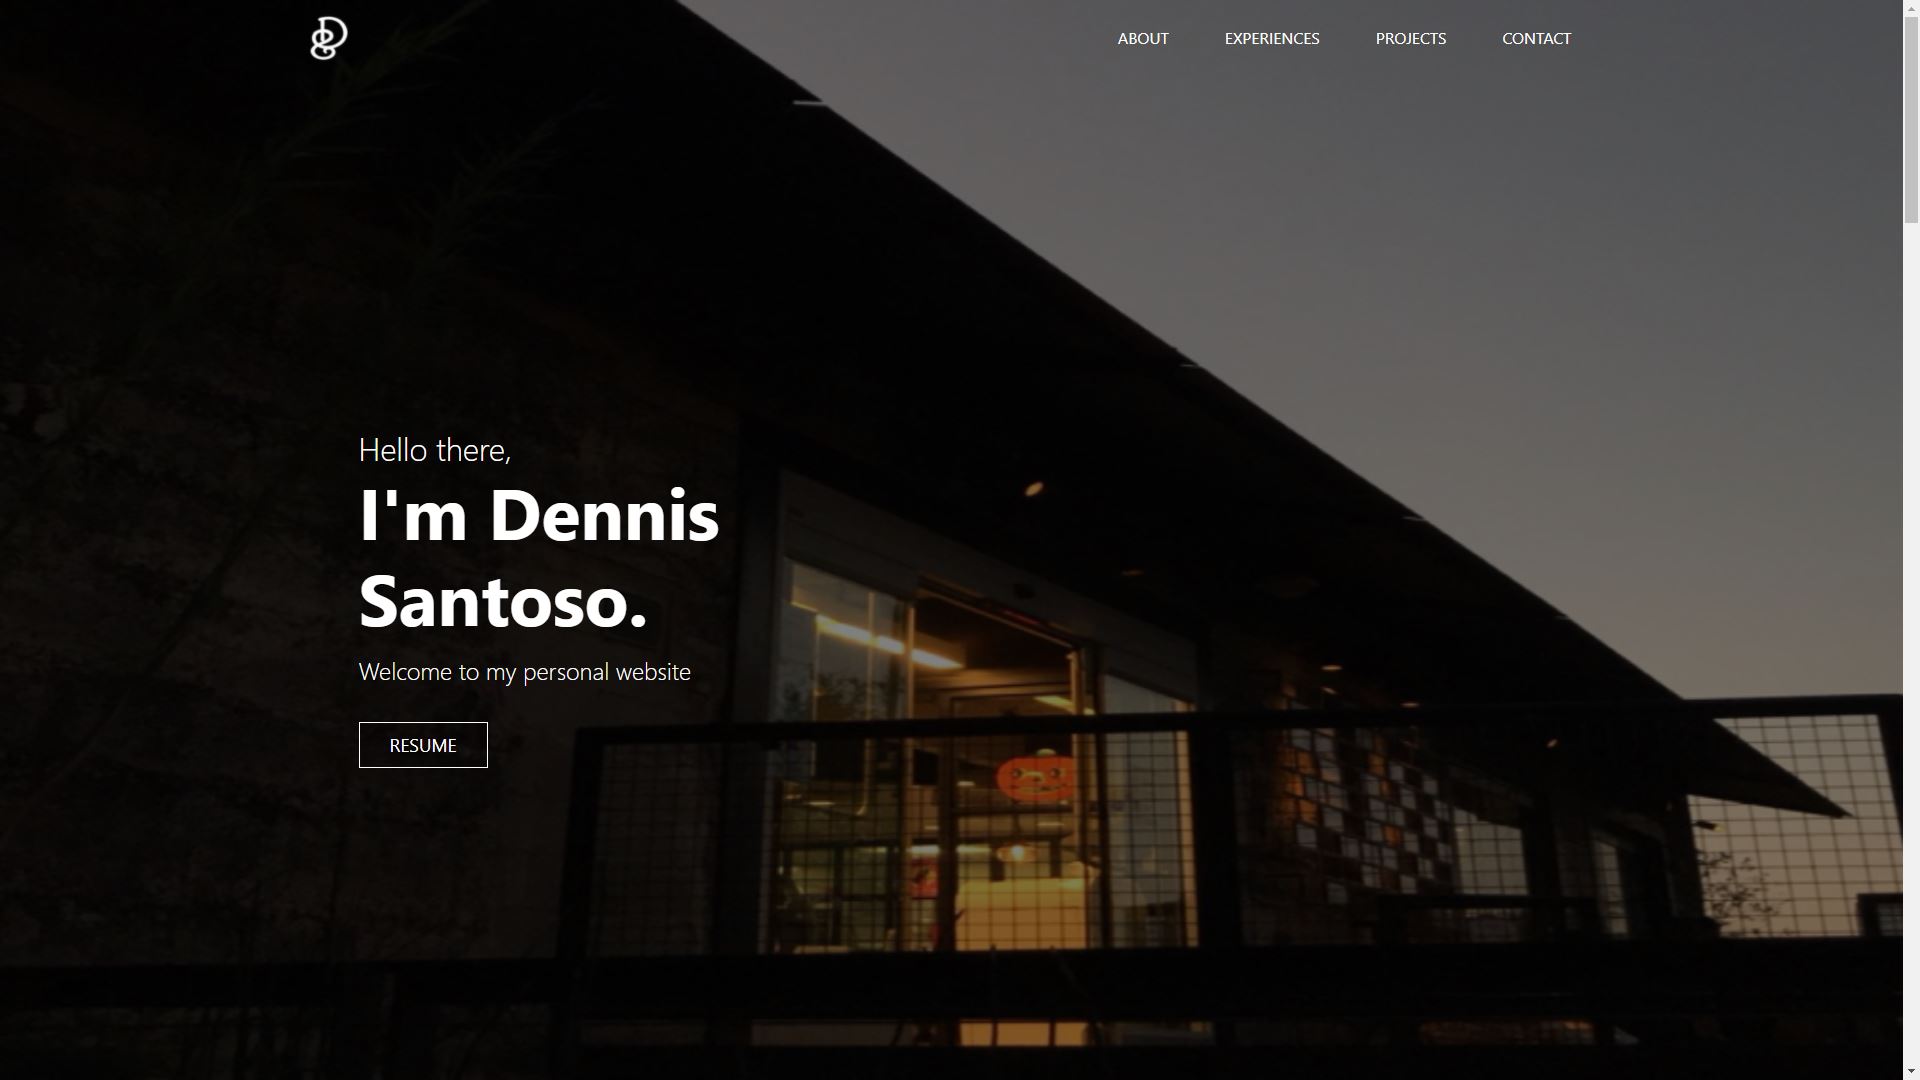 ABOUT EXPERIENCES PROJECTS CONTACT
Hello there,
I'm Dennis
Santoso.
Welcome to my personal website
RESUME